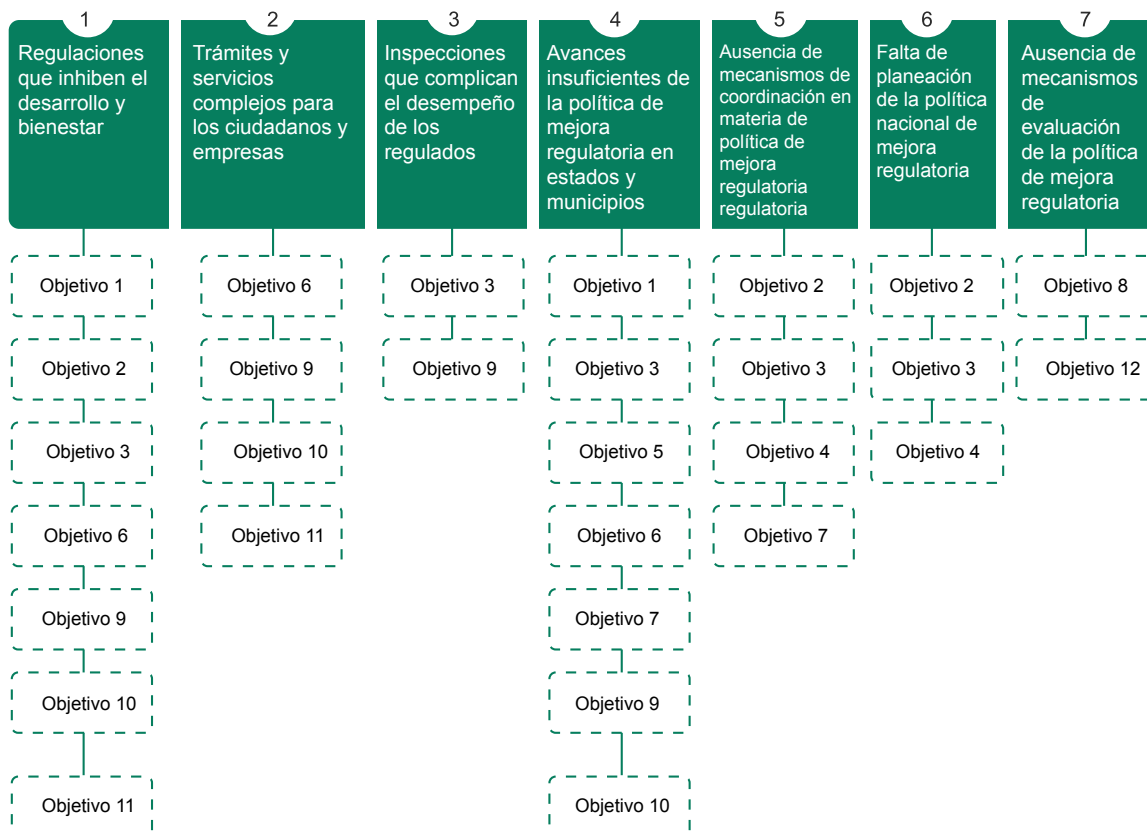 1
Regulaciones
que inhiben el
desarrollo y
bienestar
Objetivo 1
Objetivo 2
Objetivo 3
Objetivo 6
Objetivo 9
Objetivo 10
Objetivo 11
2
Trámites y
servicios
complejos para
los ciudadanos y
empresas
Objetivo 6
Objetivo 9
Objetivo 10
Objetivo 11
3
Inspecciones
que complican
el desempeño
de los
regulados
Objetivo 3
Objetivo 9
4
Avances
insuficientes de
la política de
mejora
regulatoria en
estados y
municipios
Objetivo 1
Objetivo 3
Objetivo 5
Objetivo 6
Objetivo 7
Objetivo 9
Objetivo 10
5
Ausencia de
mecanismos de
coordinación en
materia de
política de
mejora
regulatoria
regulatoria
Objetivo 2
Objetivo 3
Objetivo 4
Objetivo 7
6
Falta de
planeación
de la política
nacional de
mejora
regulatoria
Objetivo 2
Objetivo 3
Objetivo 4
7
Ausencia de
mecanismos
de
evaluación
de la política
de mejora
regulatoria
Objetivo 8
Objetivo 12